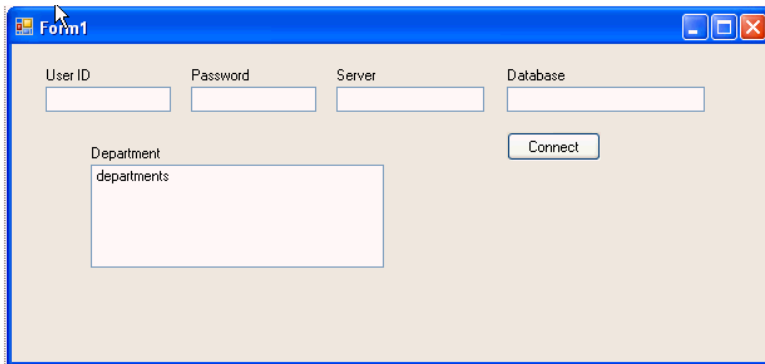 Form1
User ID Password Server Database
Connect
Department
departments